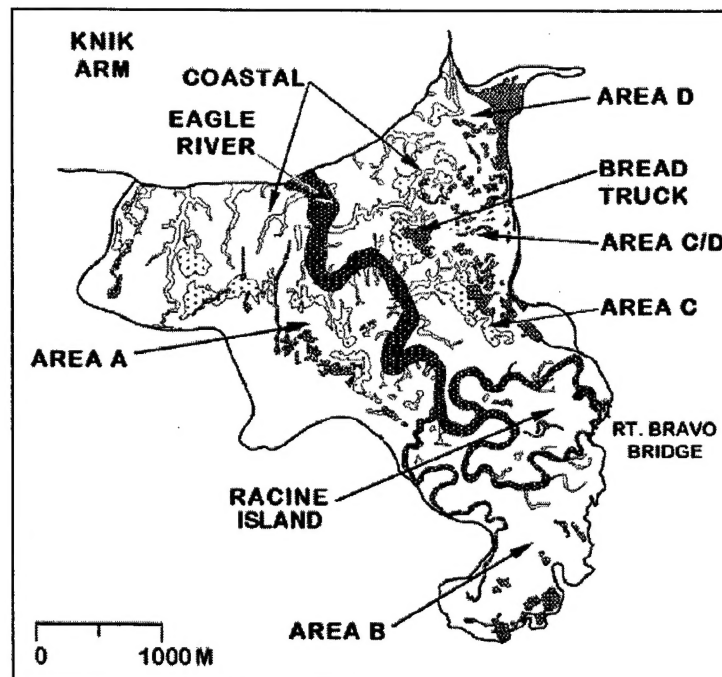 KNIK
ARM
COASTAL
EAGLE
RIVER
AREA D
BREAD
TRUCK
AREA C/D
AREA C
AREA A
RT. BRAVO
BRIDGE
RACINE
ISLAND
AREA B
0 1000 M